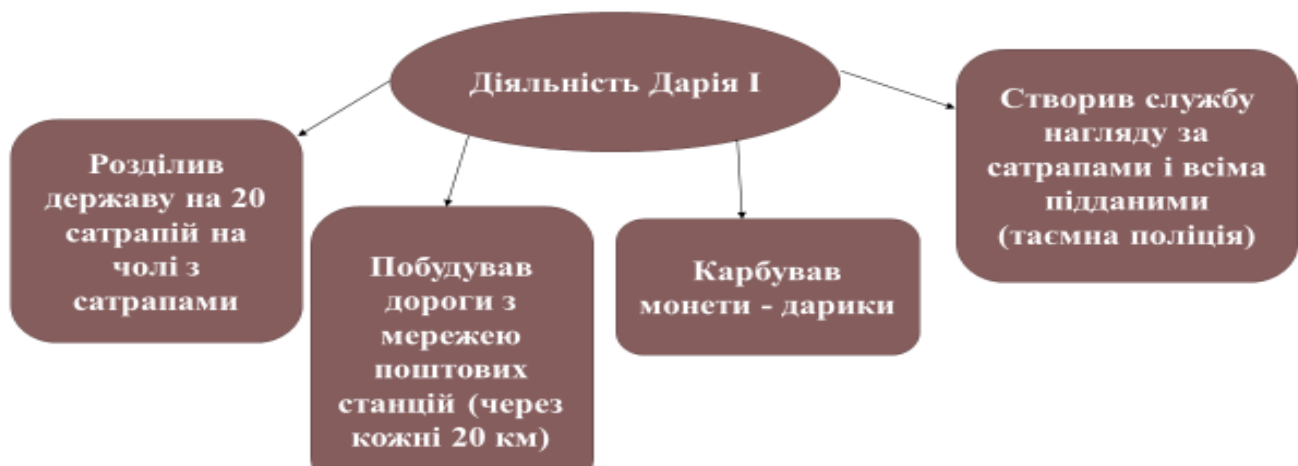 Діяльність Дарія І
Розділив
державу на 20
сатрапій на
чолі з
сатрапами
Побудував
дороги з
мережею
поштових
станцій (через
кожні 20 км)
Карбував
монети - дарики
Створив службу
нагляду за
сатрапами і всіма
підданими
(таємна поліція)